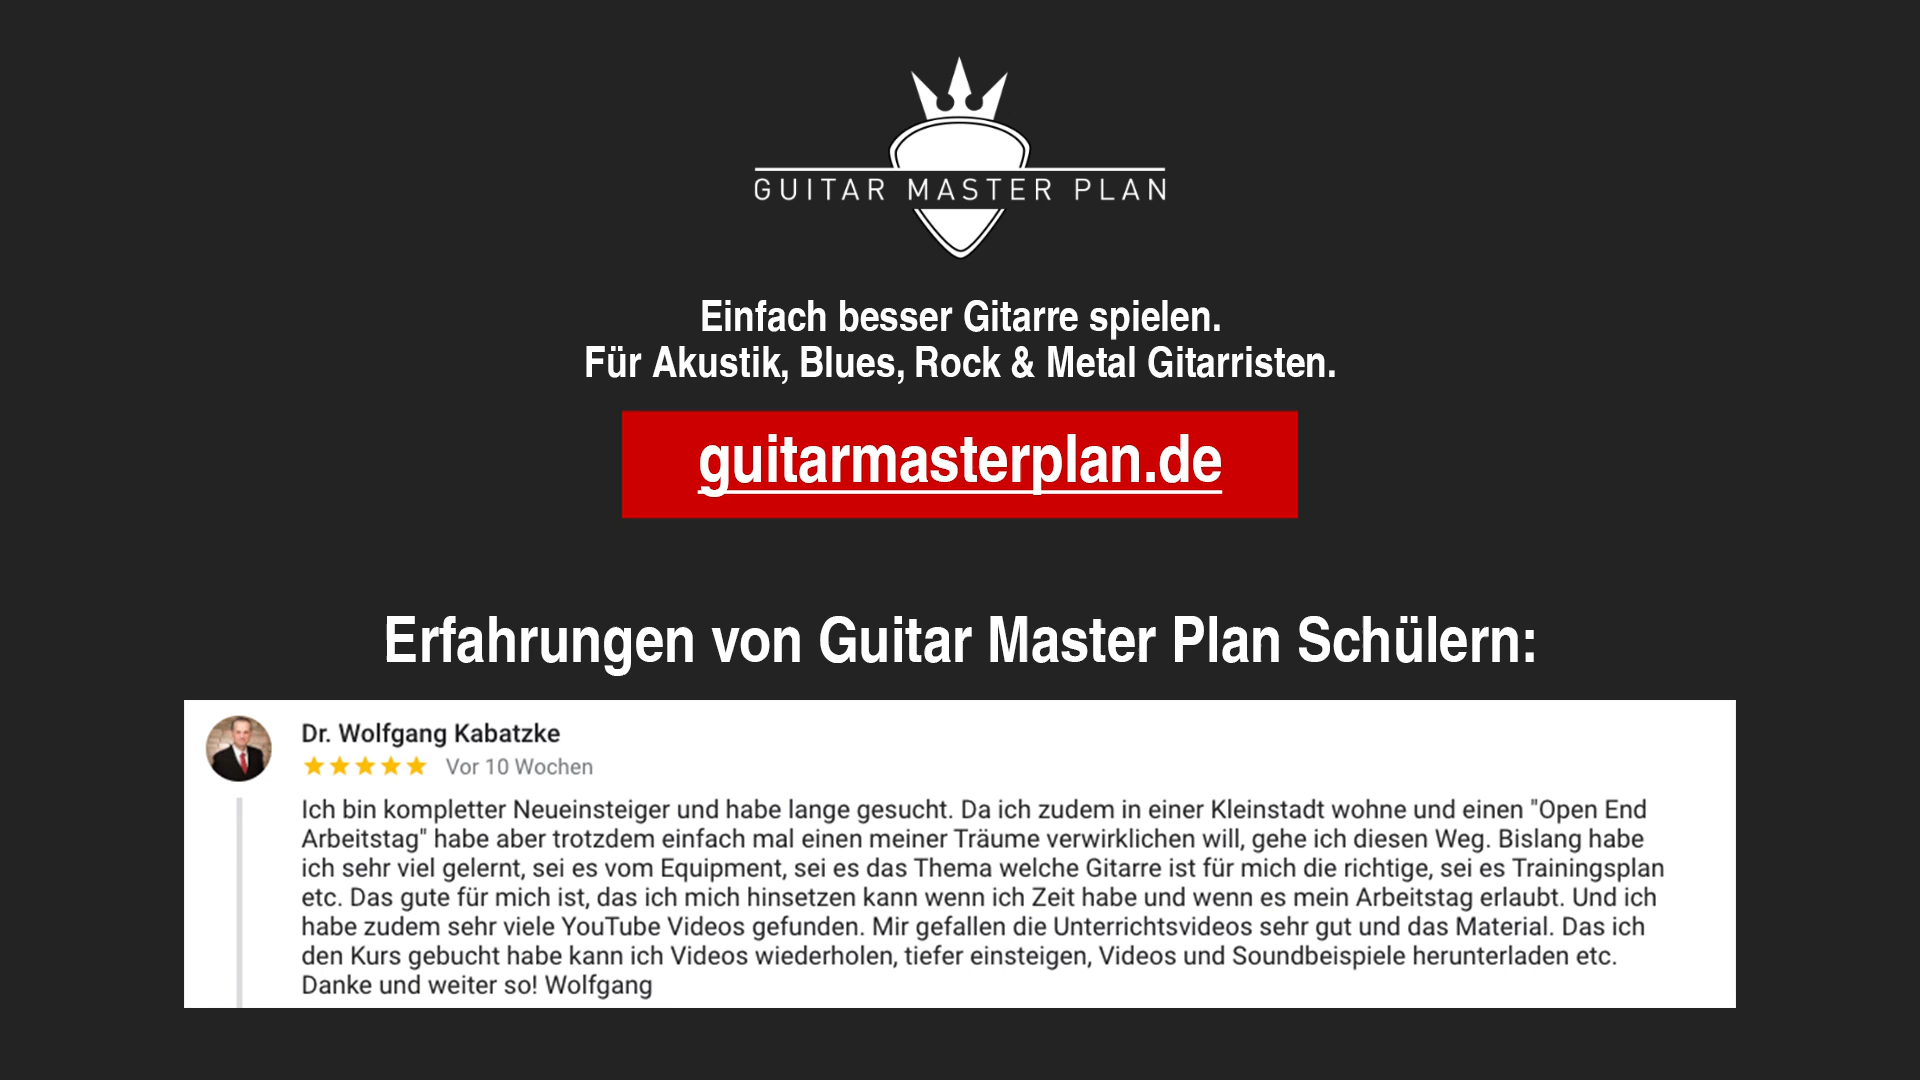 GUITAR MASTER PLAN
Einfach besser Gitarre spielen.
Für Akustik, Blues, Rock & Metal Gitarristen.
guitarmasterplan.de
Erfahrungen von Guitar Master Plan Schülern:
Dr. Wolfgang Kabatzke
Vor 10 Wochen
Ich bin kompletter Neueinsteiger und habe lange gesucht. Da ich zudem in einer Kleinstadt wohne und einen "Open End
Arbeitstag" habe aber trotzdem einfach mal einen meiner Träume verwirklichen will, gehe ich diesen Weg. Bislang habe
ich sehr viel gelernt, sei es vom Equipment, sei es das Thema welche Gitarre ist für mich die richtige, sei es Trainingsplan
etc. Das gute für mich ist, das ich mich hinsetzen kann wenn ich Zeit habe und wenn es mein Arbeitstag erlaubt. Und ich
habe zudem sehr viele YouTube Videos gefunden. Mir gefallen die Unterrichtsvideos sehr gut und das Material. Das ich
den Kurs gebucht habe kann ich Videos wiederholen, tiefer einsteigen, Videos und Soundbeispiele herunterladen etc.
Danke und weiter so! Wolfgang